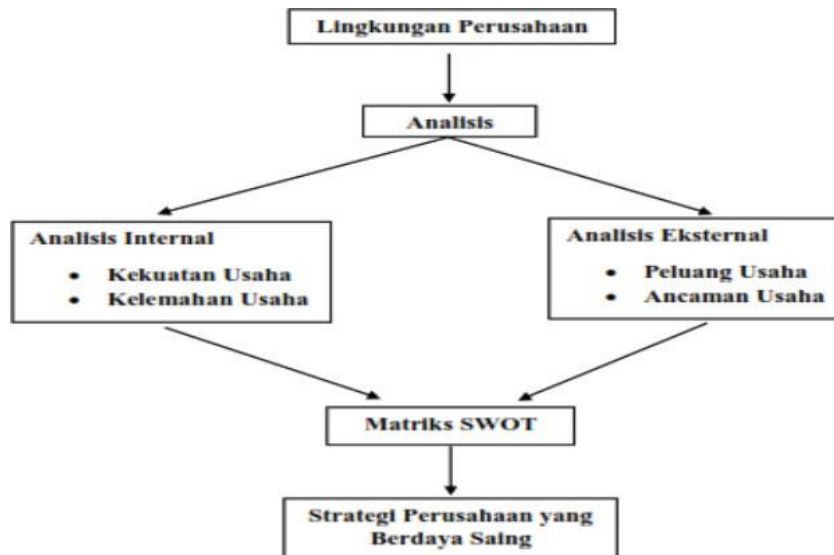 Lingkungan Perusahaan
Analisis
Analisis Internal
• Kekuatan Usaha
• Kelemahan Usaha
Analisis Eksternal
• Peluang Usaha
• Ancaman Usaha
Matriks SWOT
Strategi Perusahaan yang
Berdaya Saing